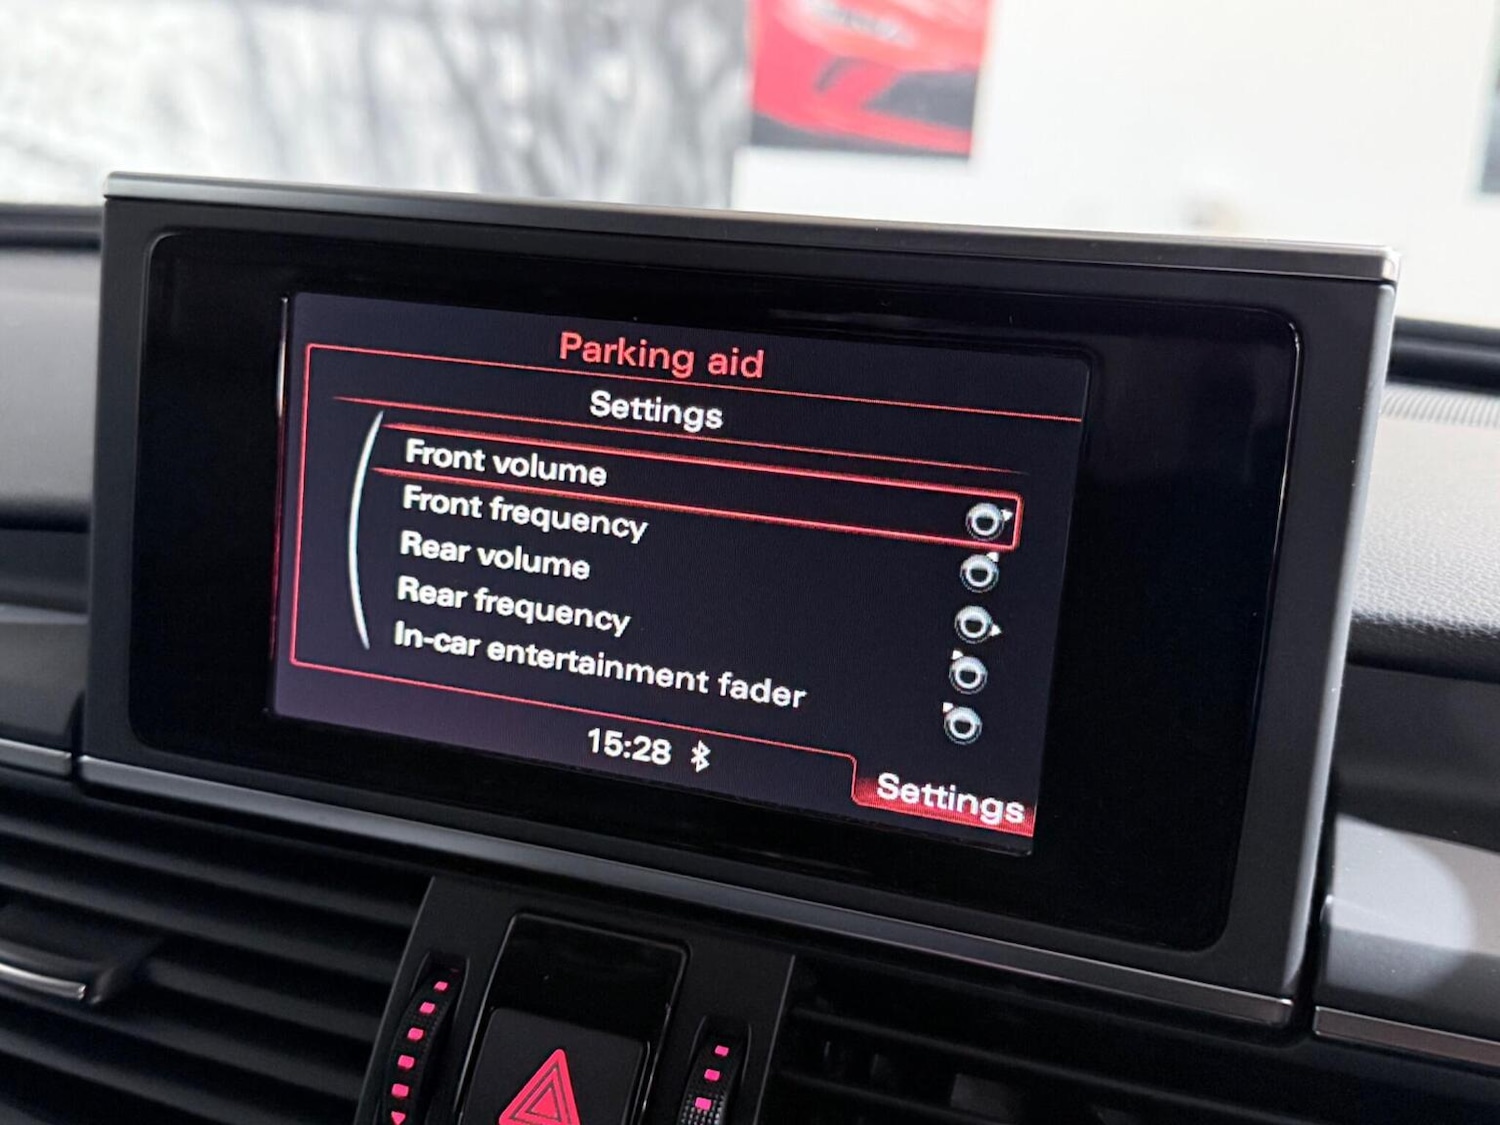 Parking aid
Settings
Front volume
Front frequency
Rear volume
Rear frequency
In-car entertainment fader
15:28
Settings